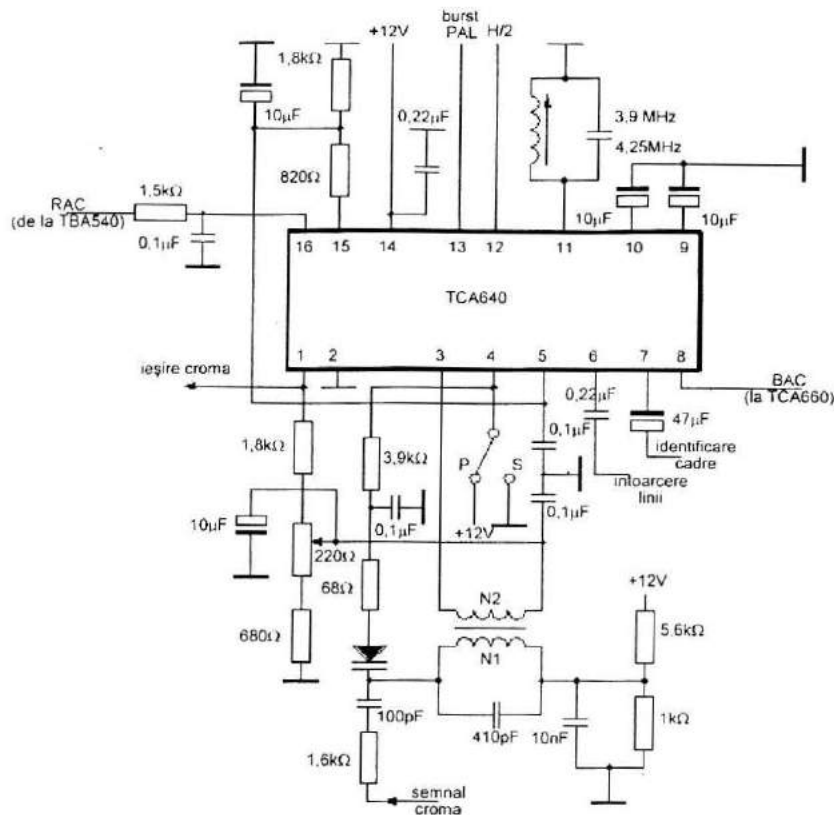 burst
PAL
H/2
+12V
1,8kΩ
10µF
0,22µF
3,9 MHz
4,25MHz
820Ω
RAC
(de la TBA540)
1,5kΩ
0,1µF
10µF
10µF
16
15
14
13
12
11
10
9
TCA640
1
2
3
4
5
6
7
8
ieşire croma
BAC
(la TCA660)
0,22µF
47µF
1,8kΩ
3,9kΩ
0,1µF
identificare
cadre
P
S
intoarcere
linii
10µF
0,1µF
+12V
0,1µF
220Ω
68Ω
N2
+12V
680Ω
N1
5,6kΩ
100pF
410pF
10nF
1kΩ
1,6kΩ
semnal
croma